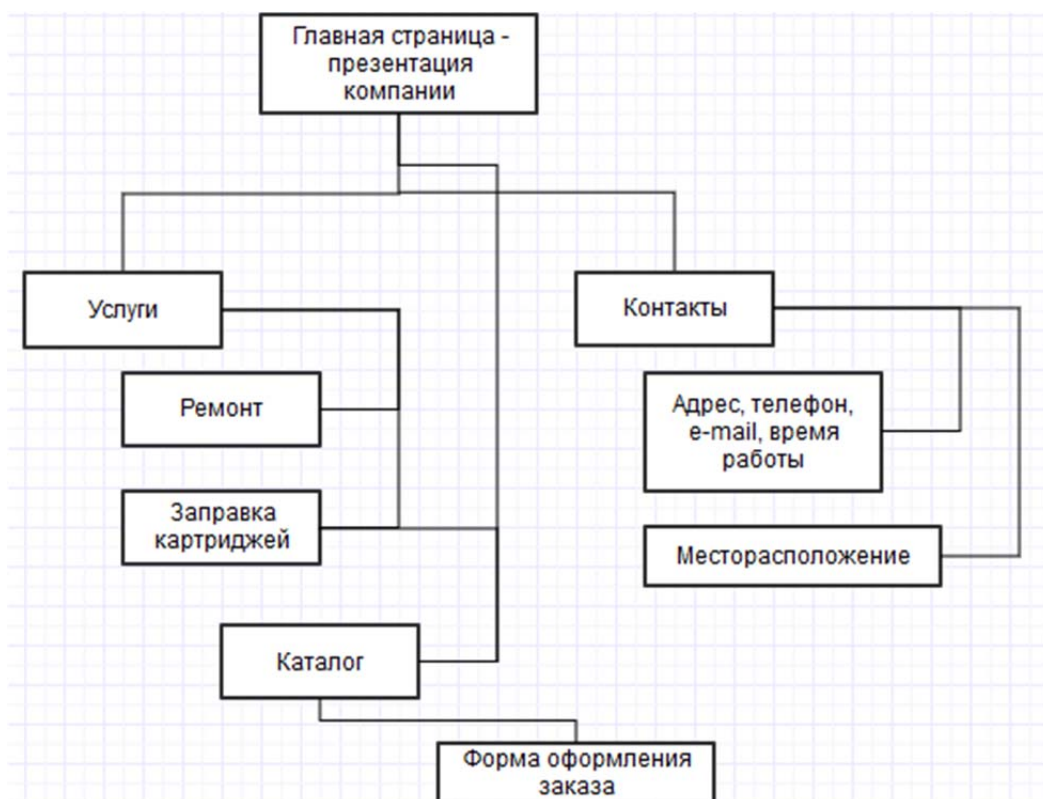 Главная страница -
презентация
компании
Услуги
Контакты
Ремонт
Адрес, телефон,
e-mail, время
работы
Заправка
картриджей
Месторасположение
Каталог
Форма оформления
заказа